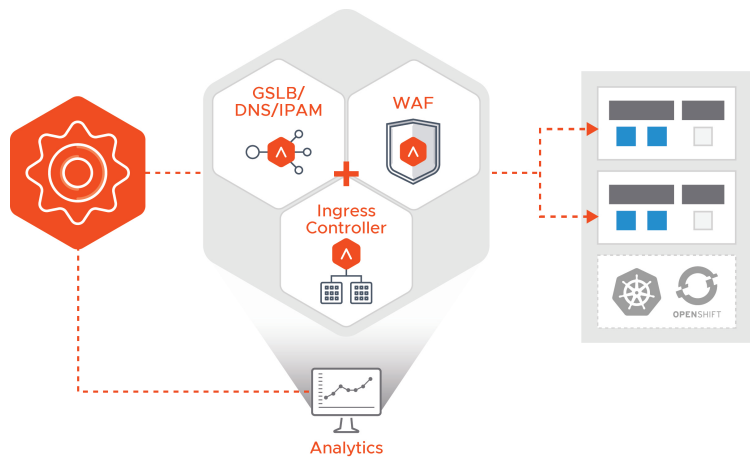 GSLB/
DNS/IPAM
WAF
Ingress
Controller
OPENSHIFT
Analytics